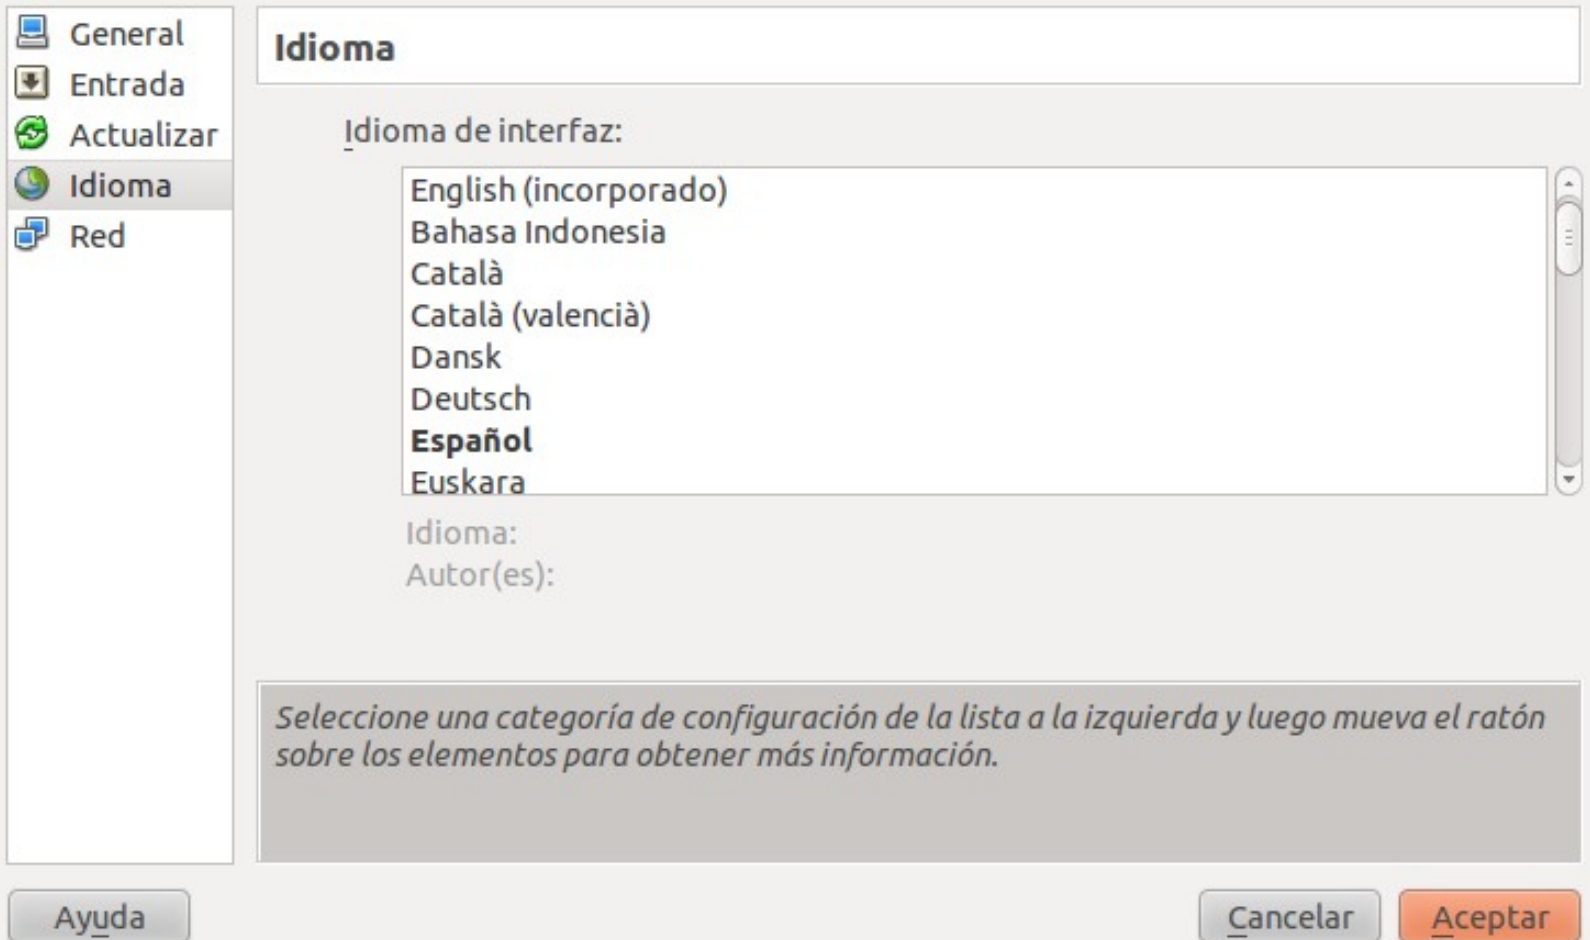 General
Entrada
Actualizar
Idioma
Red
Idioma
Idioma de interfaz:
English (incorporado)
Bahasa Indonesia
Català
Català (valencià)
Dansk
Deutsch
Español
Euskara
Idioma:
Autor(es):
Seleccione una categoría de configuración de la lista a la izquierda y luego mueva el ratón
sobre los elementos para obtener más información.
Ayuda
Cancelar
Aceptar